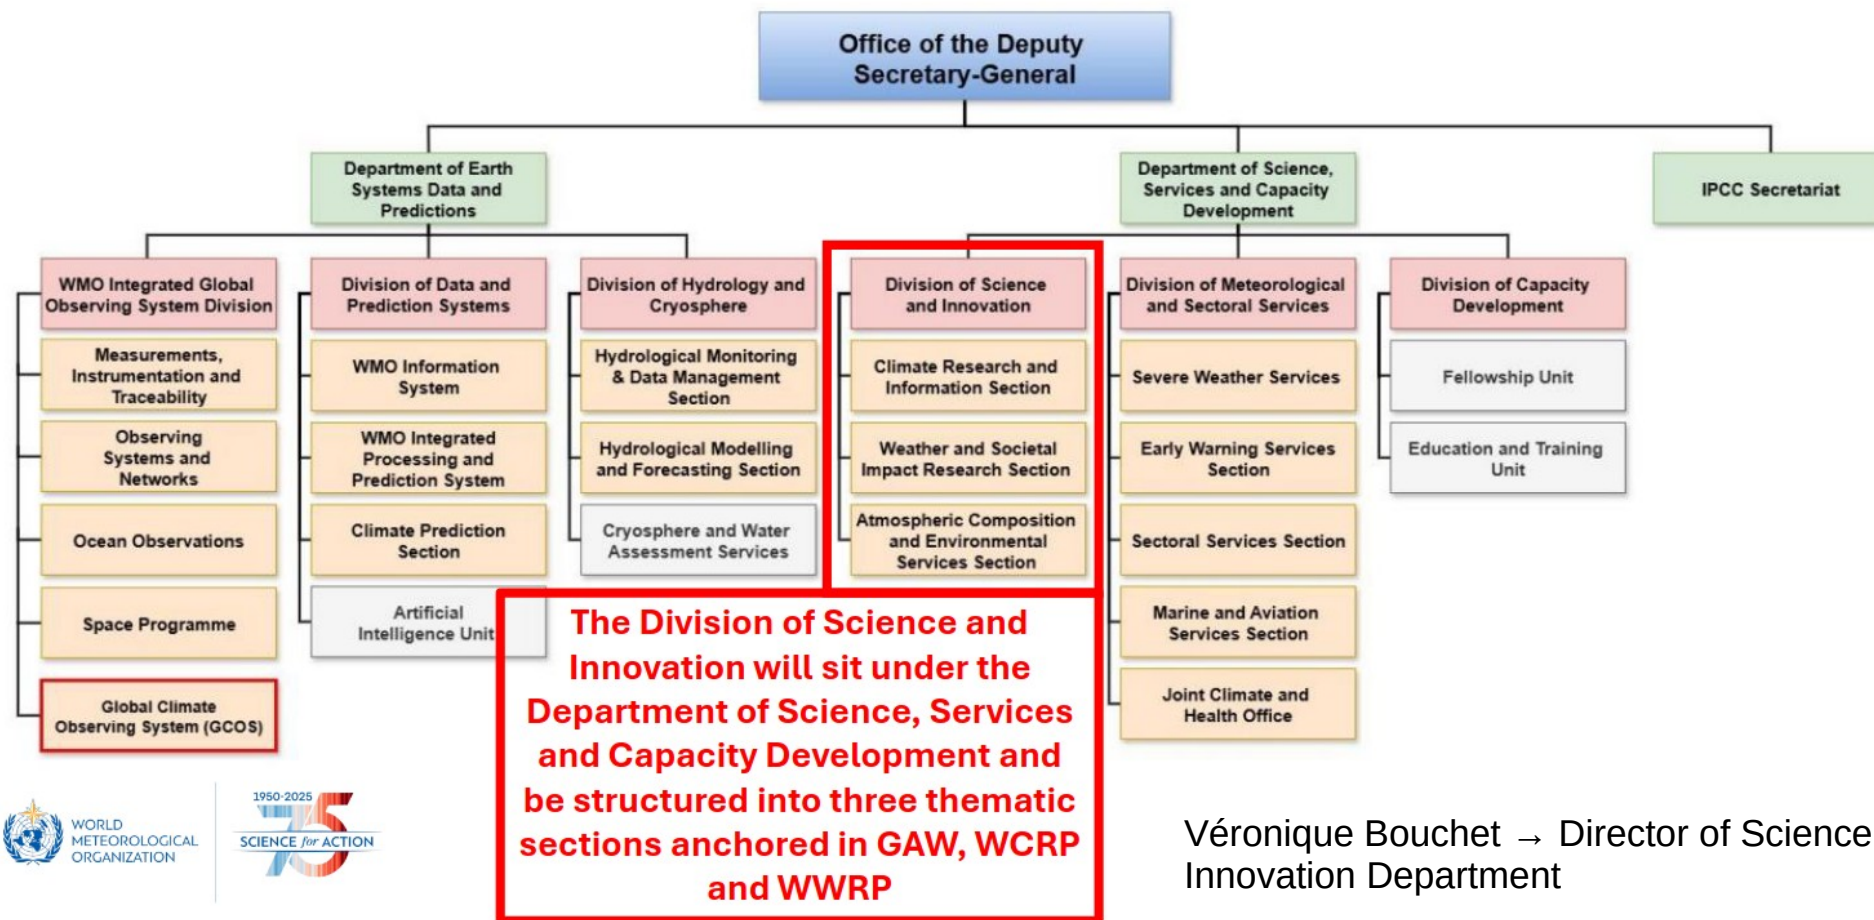 Office of the Deputy
Secretary-General
Department of Earth
Systems Data and
Predictions
Department of Science,
Services and Capacity
Development
IPCC Secretariat
WMO Integrated Global
Observing System Division
Measurements,
Instrumentation and
Traceability
Observing
Systems and
Networks
Ocean Observations
Space Programme
Global Climate
Observing System (GCOS)
Division of Data and
Prediction Systems
WMO Information
System
WMO Integrated
Processing and
Prediction System
Climate Prediction
Section
Artificial
Intelligence Unit
Division of Hydrology and
Cryosphere
Hydrological Monitoring
& Data Management
Section
Hydrological Modelling
and Forecasting Section
Cryosphere and Water
Assessment Services
Division of Science
and Innovation
Climate Research and
Information Section
Weather and Societal
Impact Research Section
Atmospheric Composition
and Environmental
Services Section
Division of Meteorological
and Sectoral Services
Severe Weather Services
Early Warning Services
Section
Sectoral Services Section
Marine and Aviation
Services Section
Joint Climate and
Health Office
Division of Capacity
Development
Fellowship Unit
Education and Training
Unit
The Division of Science and
Innovation will sit under the
Department of Science, Services
and Capacity Development and
be structured into three thematic
sections anchored in GAW, WCRP
and WWRP
WORLD
METEOROLOGICAL
ORGANIZATION
1950-2025
75
SCIENCE for ACTION
Véronique Bouchet → Director of Science
Innovation Department